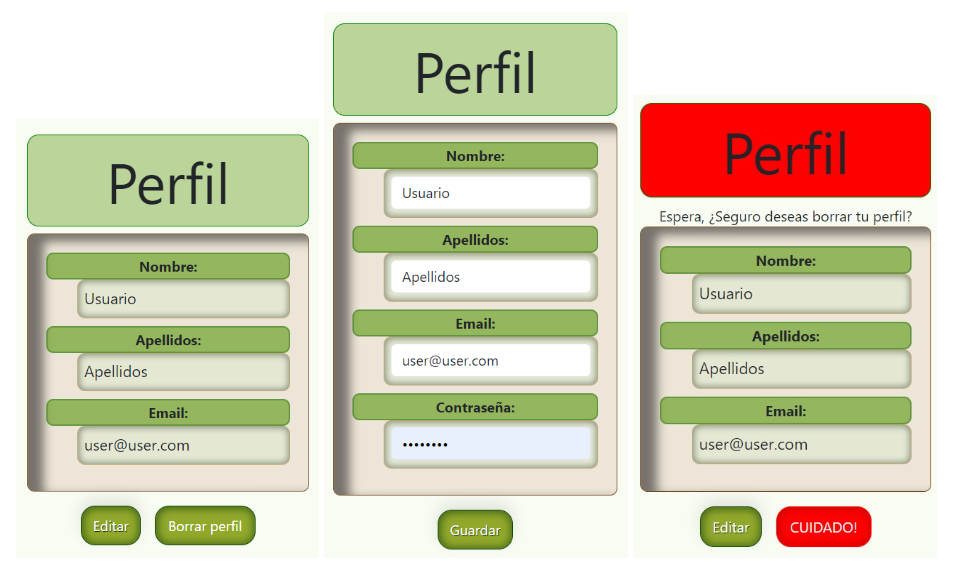 Perfil
Nombre:
Usuario
Apellidos:
Apellidos
Email:
user@user.com
Editar
Borrar perfil
Perfil
Nombre:
Usuario
Apellidos:
Apellidos
Email:
user@user.com
Contraseña:
••••••••
Guardar
Perfil
Espera, ¿Seguro deseas borrar tu perfil?
Nombre:
Usuario
Apellidos:
Apellidos
Email:
user@user.com
Editar
CUIDADO!